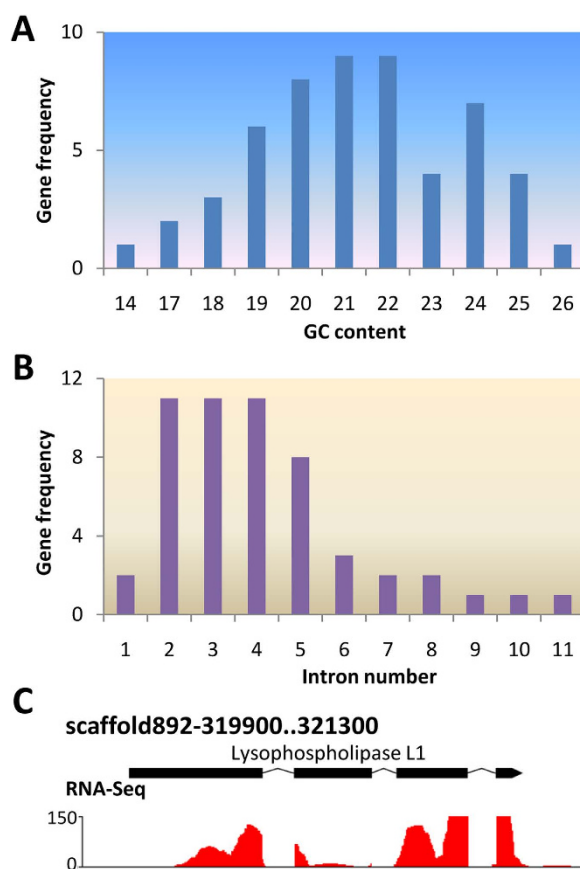 A
Gene frequency
10
5
0
14 17 18 19 20 21 22 23 24 25 26
GC content
B
Gene frequency
12
8
4
0
1 2 3 4 5 6 7 8 9 10 11
Intron number
C
scaffold892-319900..321300
Lysophospholipase L1
RNA-Seq
150
0